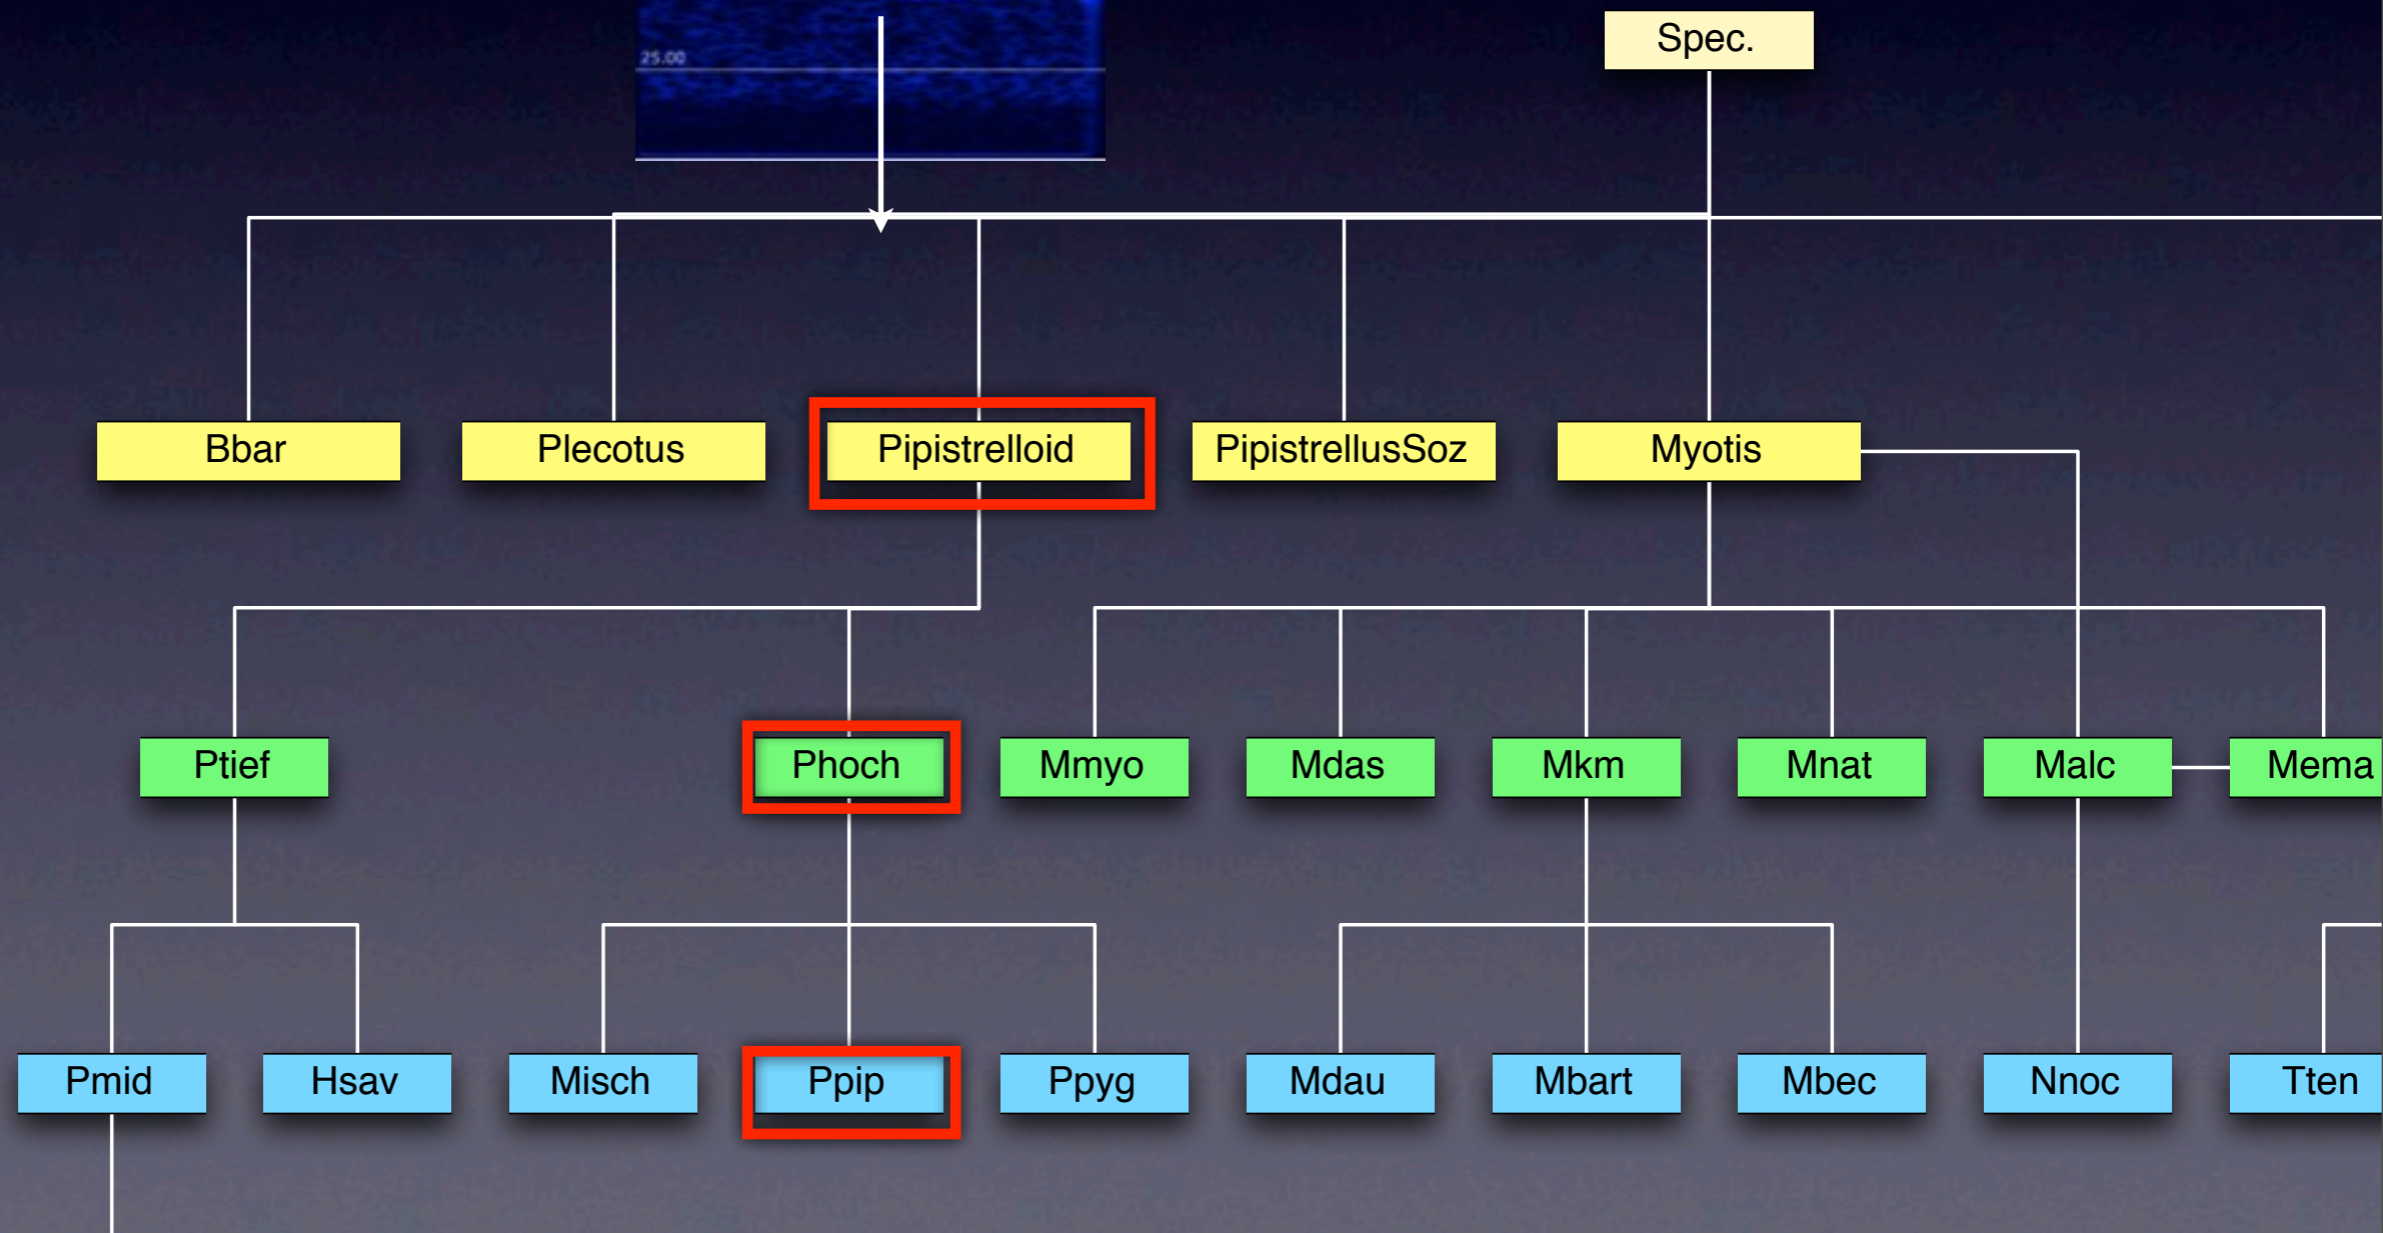 25.00
Spec.
Bbar
Plecotus
Pipistrelloid
PipistrellusSoz
Myotis
Ptief
Phoch
Mmyo
Mdas
Mkm
Mnat
Malc
Mema
Pmid
Hsav
Misch
Ppip
Ppyg
Mdau
Mbart
Mbec
Nnoc
Tten